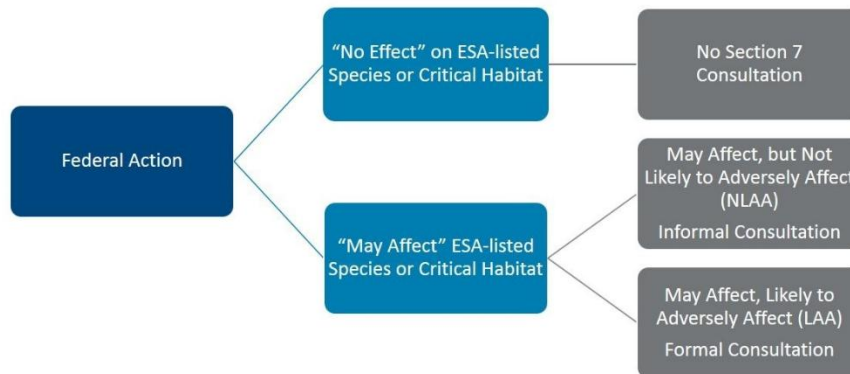 "No Effect" on ESA-listed
Species or Critical Habitat
No Section 7
Consultation
Federal Action
May Affect, but Not
Likely to Adversely Affect
(NLAA)
Informal Consultation
"May Affect" ESA-listed
Species or Critical Habitat
May Affect, Likely to
Adversely Affect (LAA)
Formal Consultation